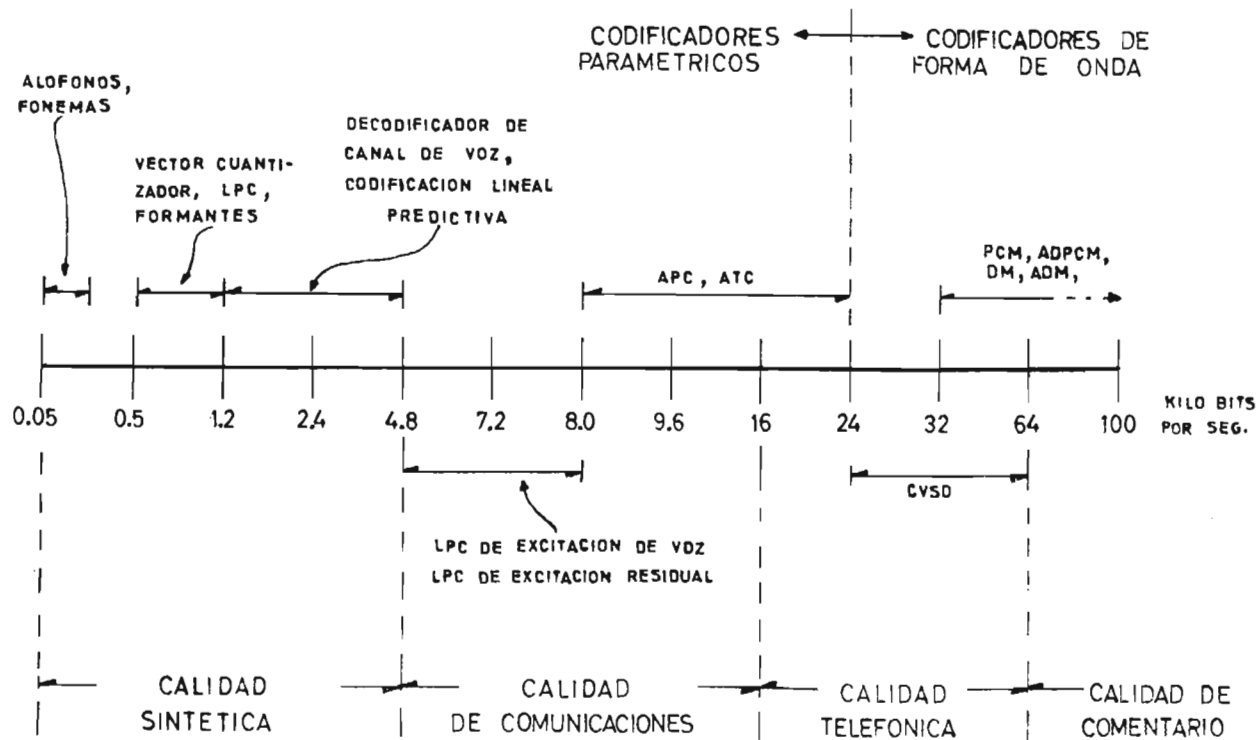 CODIFICADORES
PARAMETRICOS
CODIFICADORES DE
FORMA DE ONDA
ALOFONOS,
FONEMAS
VECTOR CUANTI-
ZADOR, LPC,
FORMANTES
DECODIFICADOR DE
CANAL DE VOZ,
CODIFICACION LINEAL
PREDICTIVA
APC, ATC
PCM, ADPCM,
DM, ADM,
0.05 0.5 1.2 2.4 4.8 7.2 8.0 9.6 16 24 32 64 100
KILO BITS
POR SEG.
CVSD
LPC DE EXCITACION DE VOZ
LPC DE EXCITACION RESIDUAL
CALIDAD
SINTETICA
CALIDAD
DE COMUNICACIONES
CALIDAD
TELEFONICA
CALIDAD DE
COMENTARIO